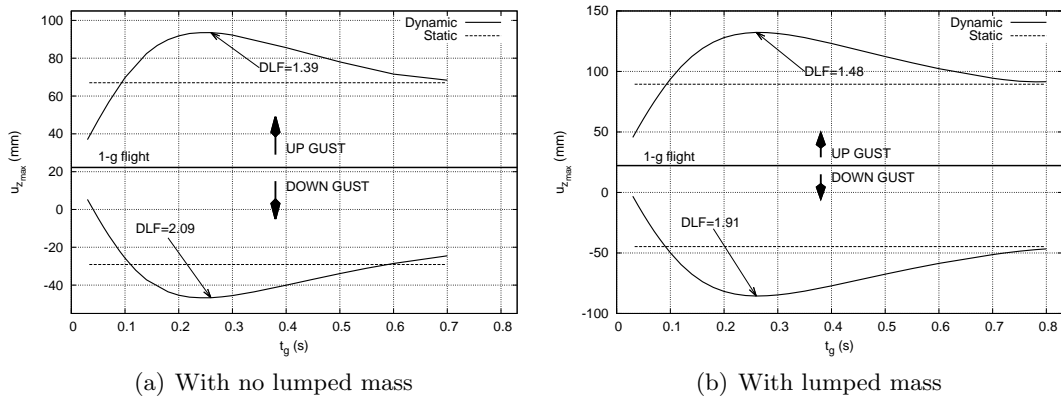 100
80
60
40
20
0
-20
-40
0
0.1
0.2
0.3
0.4
0.5
0.6
0.7
0.8
u_zmax (mm)
t_g (s)
Dynamic
Static
DLF=1.39
1-g flight
UP GUST
DOWN GUST
DLF=2.09
(a) With no lumped mass
150
100
50
0
-50
-100
0
0.1
0.2
0.3
0.4
0.5
0.6
0.7
0.8
u_zmax (mm)
t_g (s)
Dynamic
Static
DLF=1.48
1-g flight
UP GUST
DOWN GUST
DLF=1.91
(b) With lumped mass